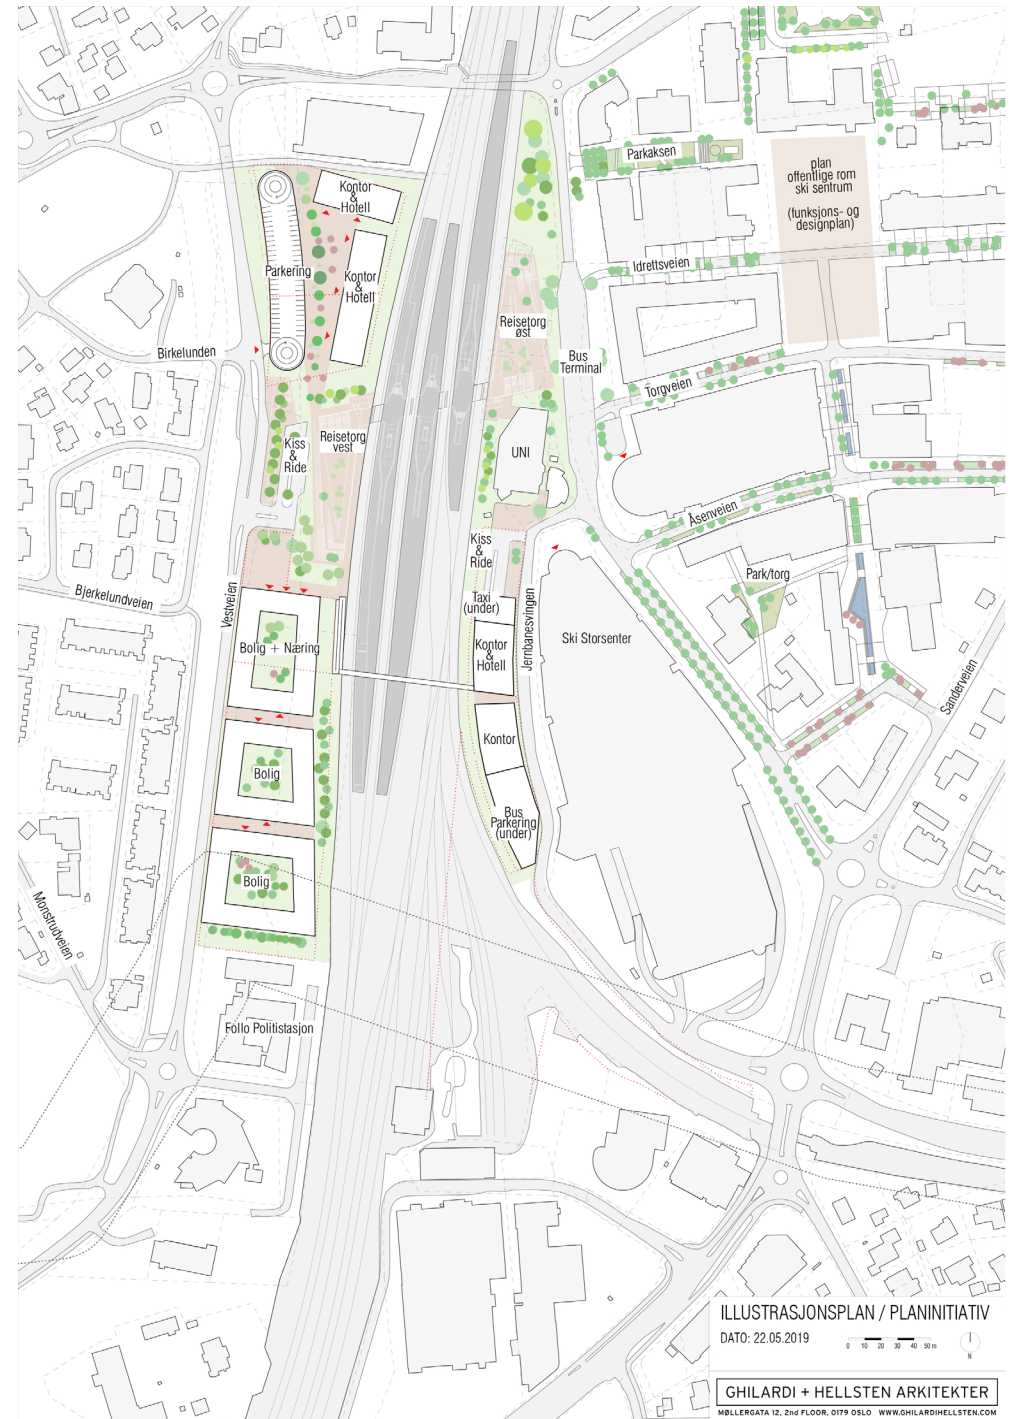 Parkaksen
plan
offentlige rom
ski sentrum
(funksjons- og
designplan)
Kontor
&
Hotell
Parkering
Kontor
&
Hotell
Idrettsveien
Reisetorg
øst
Bus
Terminal
Birkelunden
Torgveien
Kiss
&
Ride
Reisetorg
vest
UNI
Åsenveien
Kiss
&
Ride
Park/torg
Bjerkelundveien
Vestveien
Taxi
(under)
Jernbanesvingen
Bolig + Næring
Kontor
&
Hotell
Ski Storsenter
Sanderveien
Kontor
Bolig
Bus
Parkering
(under)
Bolig
Monstrudveien
Follo Politistasjon
ILLUSTRASJONSPLAN / PLANINITIATIV
DATO: 22.05.2019
0 10 20 30 40 50 m
N
GHILARDI + HELLSTEN ARKITEKTER
MØLLERGATA 12, 2nd FLOOR, 0179 OSLO WWW.GHILARDIHELLSTEN.COM